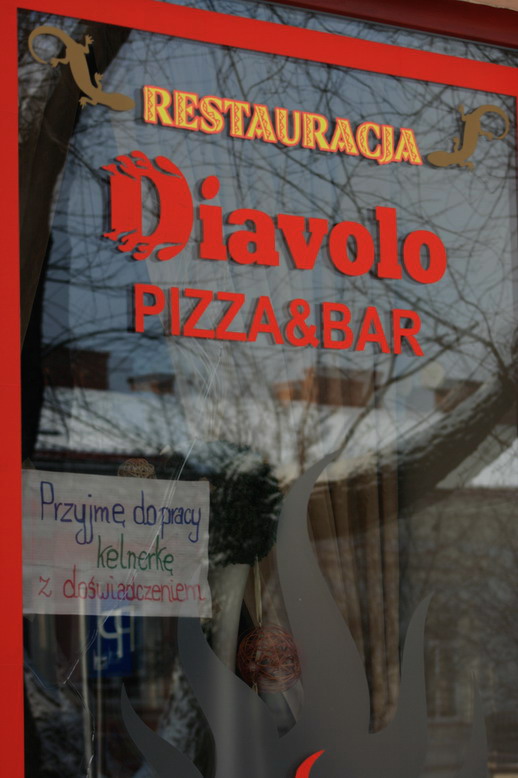 RESTAURACJA
Diavolo
PIZZA&BAR
Przyjmę do pracy
kelnerkę
z doświadczeniem
P